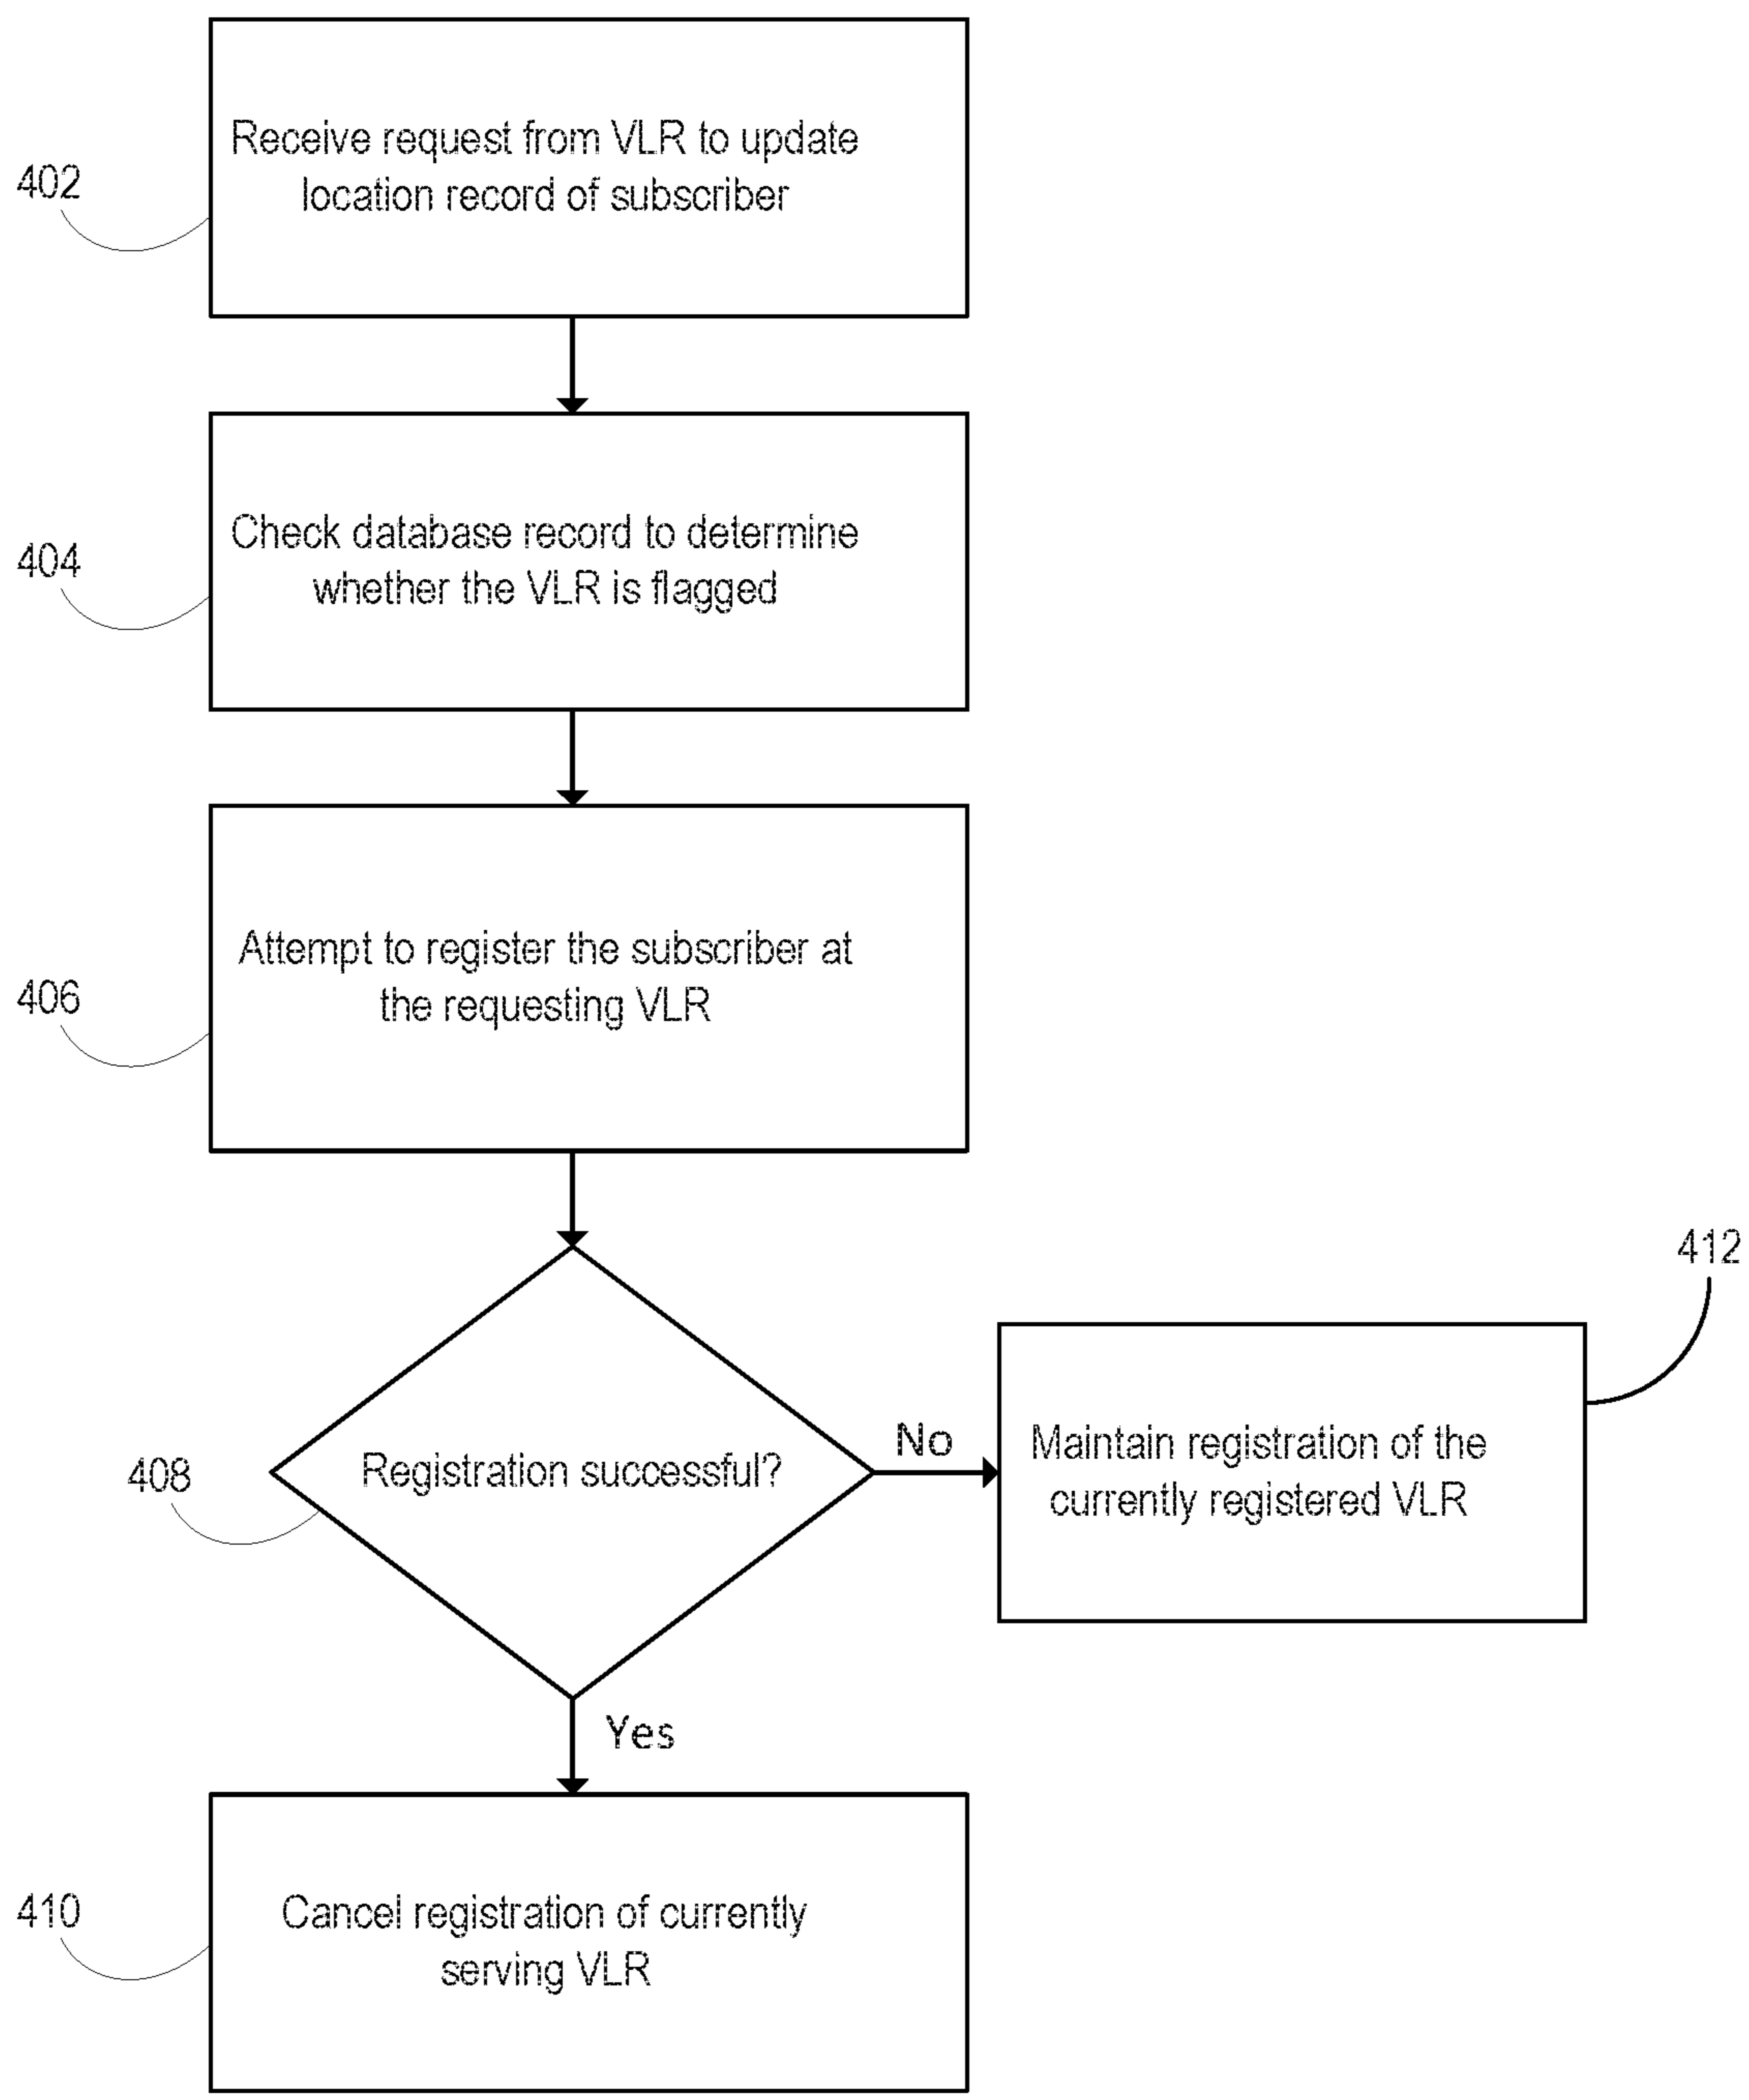 402
Receive request from VLR to update
location record of subscriber
404
Check database record to determine
whether the VLR is flagged
406
Attempt to register the subscriber at
the requesting VLR
408
Registration successful?
No
412
Maintain registration of the
currently registered VLR
Yes
410
Cancel registration of currently
serving VLR